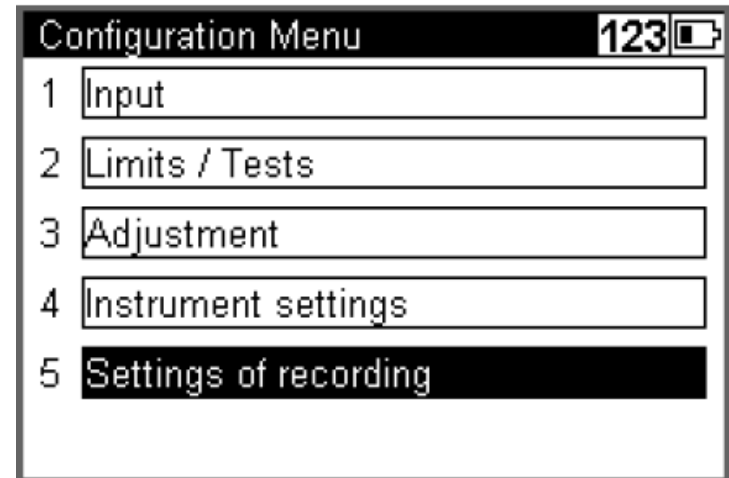 Configuration Menu 123
1 Input
2 Limits / Tests
3 Adjustment
4 Instrument settings
5 Settings of recording